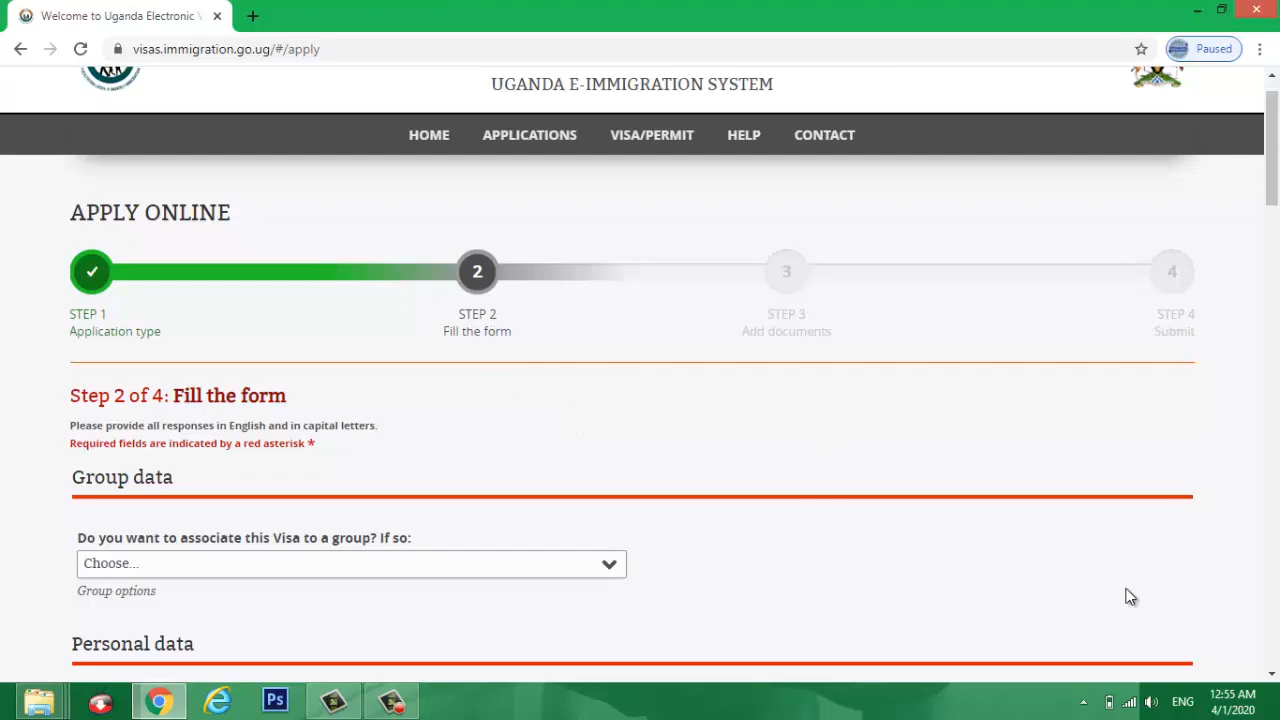 Welcome to Uganda Electronic V
visas.immigration.go.ug/#/apply
Paused
UGANDA E-IMMIGRATION SYSTEM
HOME APPLICATIONS VISA/PERMIT HELP CONTACT
APPLY ONLINE
2 3 4
STEP 1 STEP 2 STEP 3 STEP 4
Application type Fill the form Add documents Submit
Step 2 of 4: Fill the form
Please provide all responses in English and in capital letters.
Required fields are indicated by a red asterisk *
Group data
Do you want to associate this Visa to a group? If so:
Choose...
Group options
Personal data
Ps
ENG
12:55 AM
4/1/2020